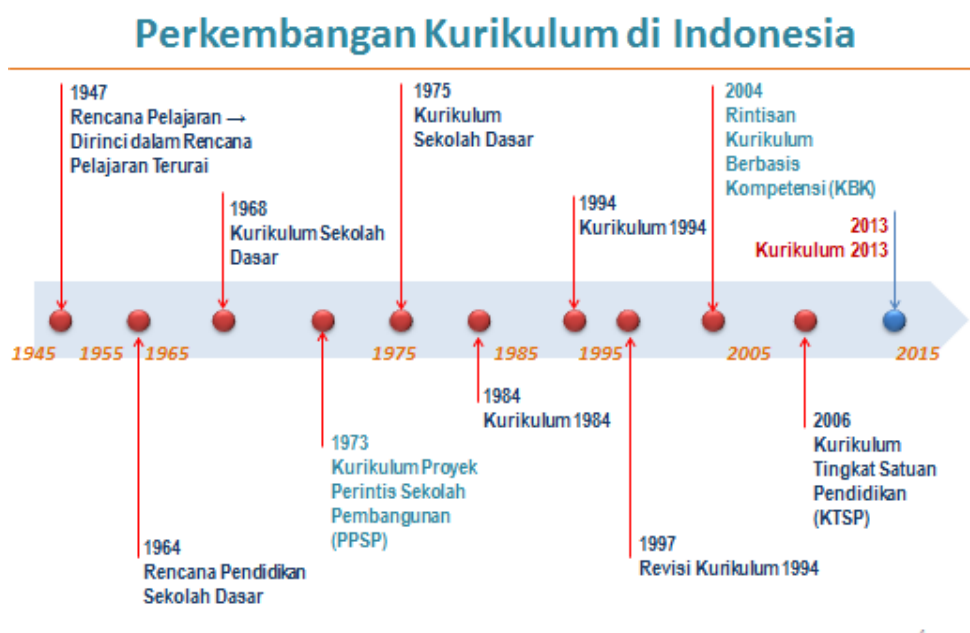 Perkembangan Kurikulum di Indonesia
1947
Rencana Pelajaran →
Dirinci dalam Rencana
Pelajaran Terurai
1968
Kurikulum Sekolah
Dasar
1975
Kurikulum
Sekolah Dasar
1994
Kurikulum 1994
2004
Rintisan
Kurikulum
Berbasis
Kompetensi (KBK)
2013
Kurikulum 2013
1945
1955
1965
1975
1985
1995
2005
2015
1964
Rencana Pendidikan
Sekolah Dasar
1973
Kurikulum Proyek
Perintis Sekolah
Pembangunan
(PPSP)
1984
Kurikulum 1984
1997
Revisi Kurikulum 1994
2006
Kurikulum
Tingkat Satuan
Pendidikan
(KTSP)